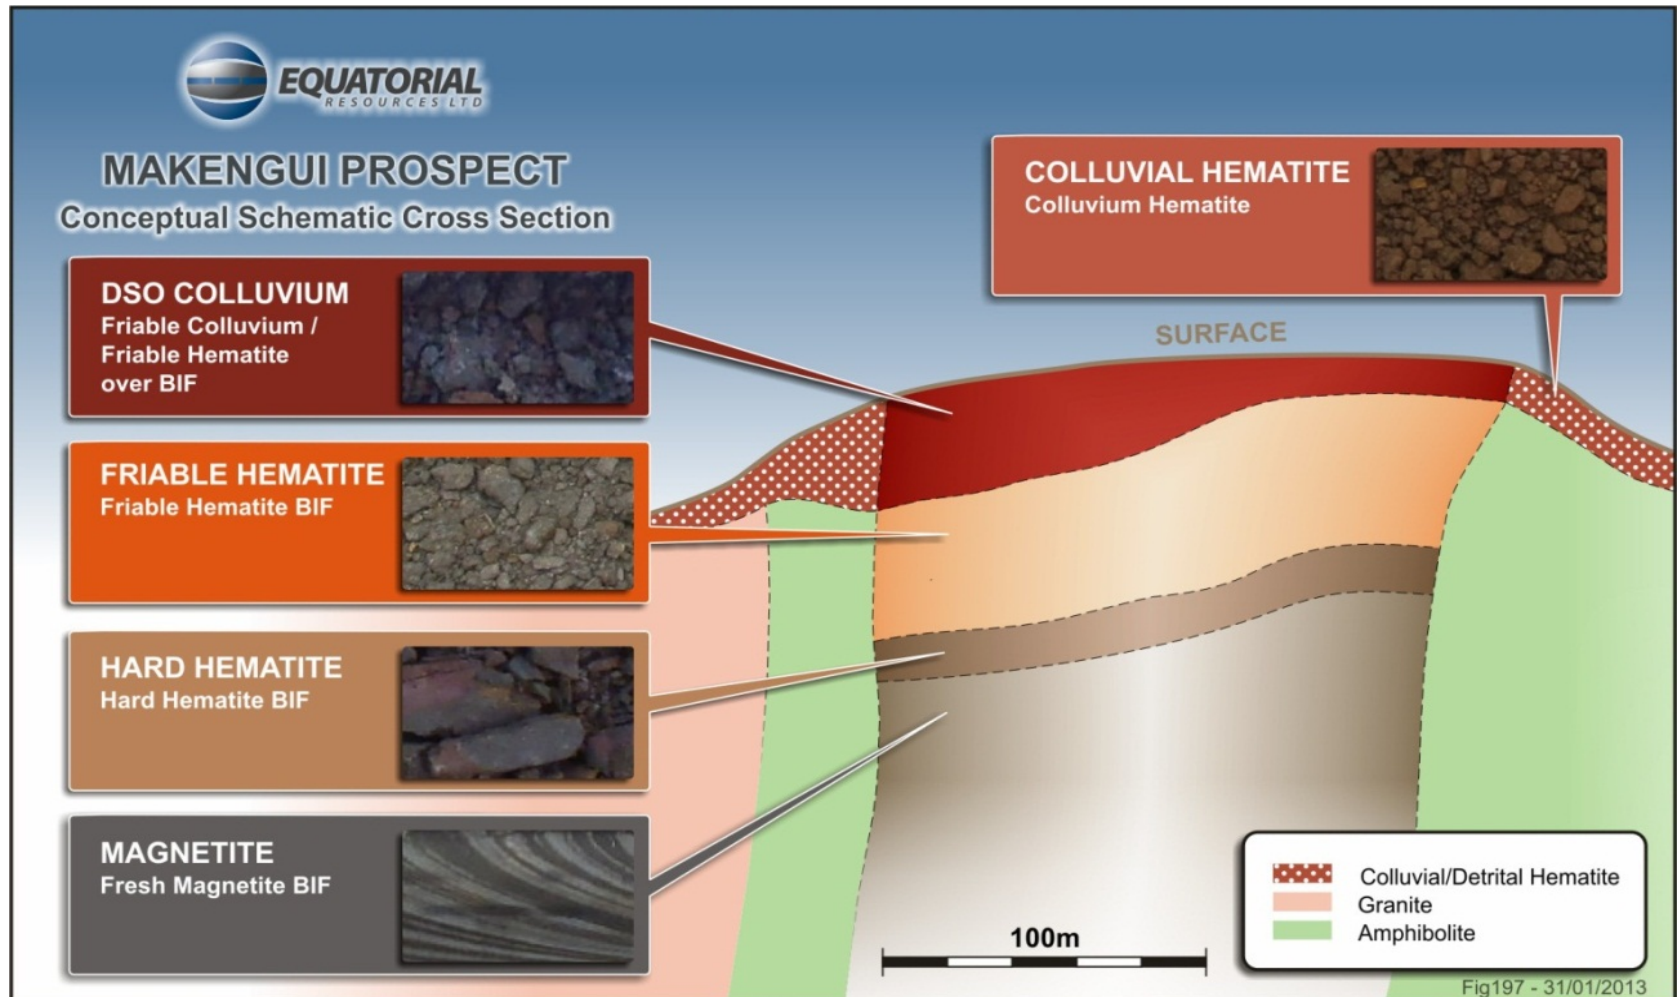 EQUATORIAL
RESOURCES LTD
MAKENGUI PROSPECT
Conceptual Schematic Cross Section
DSO COLLUVIUM
Friable Colluvium /
Friable Hematite
over BIF
FRIABLE HEMATITE
Friable Hematite BIF
HARD HEMATITE
Hard Hematite BIF
MAGNETITE
Fresh Magnetite BIF
COLLUVIAL HEMATITE
Colluvium Hematite
SURFACE
100m
Colluvial/Detrital Hematite
Granite
Amphibolite
Fig197 - 31/01/2013